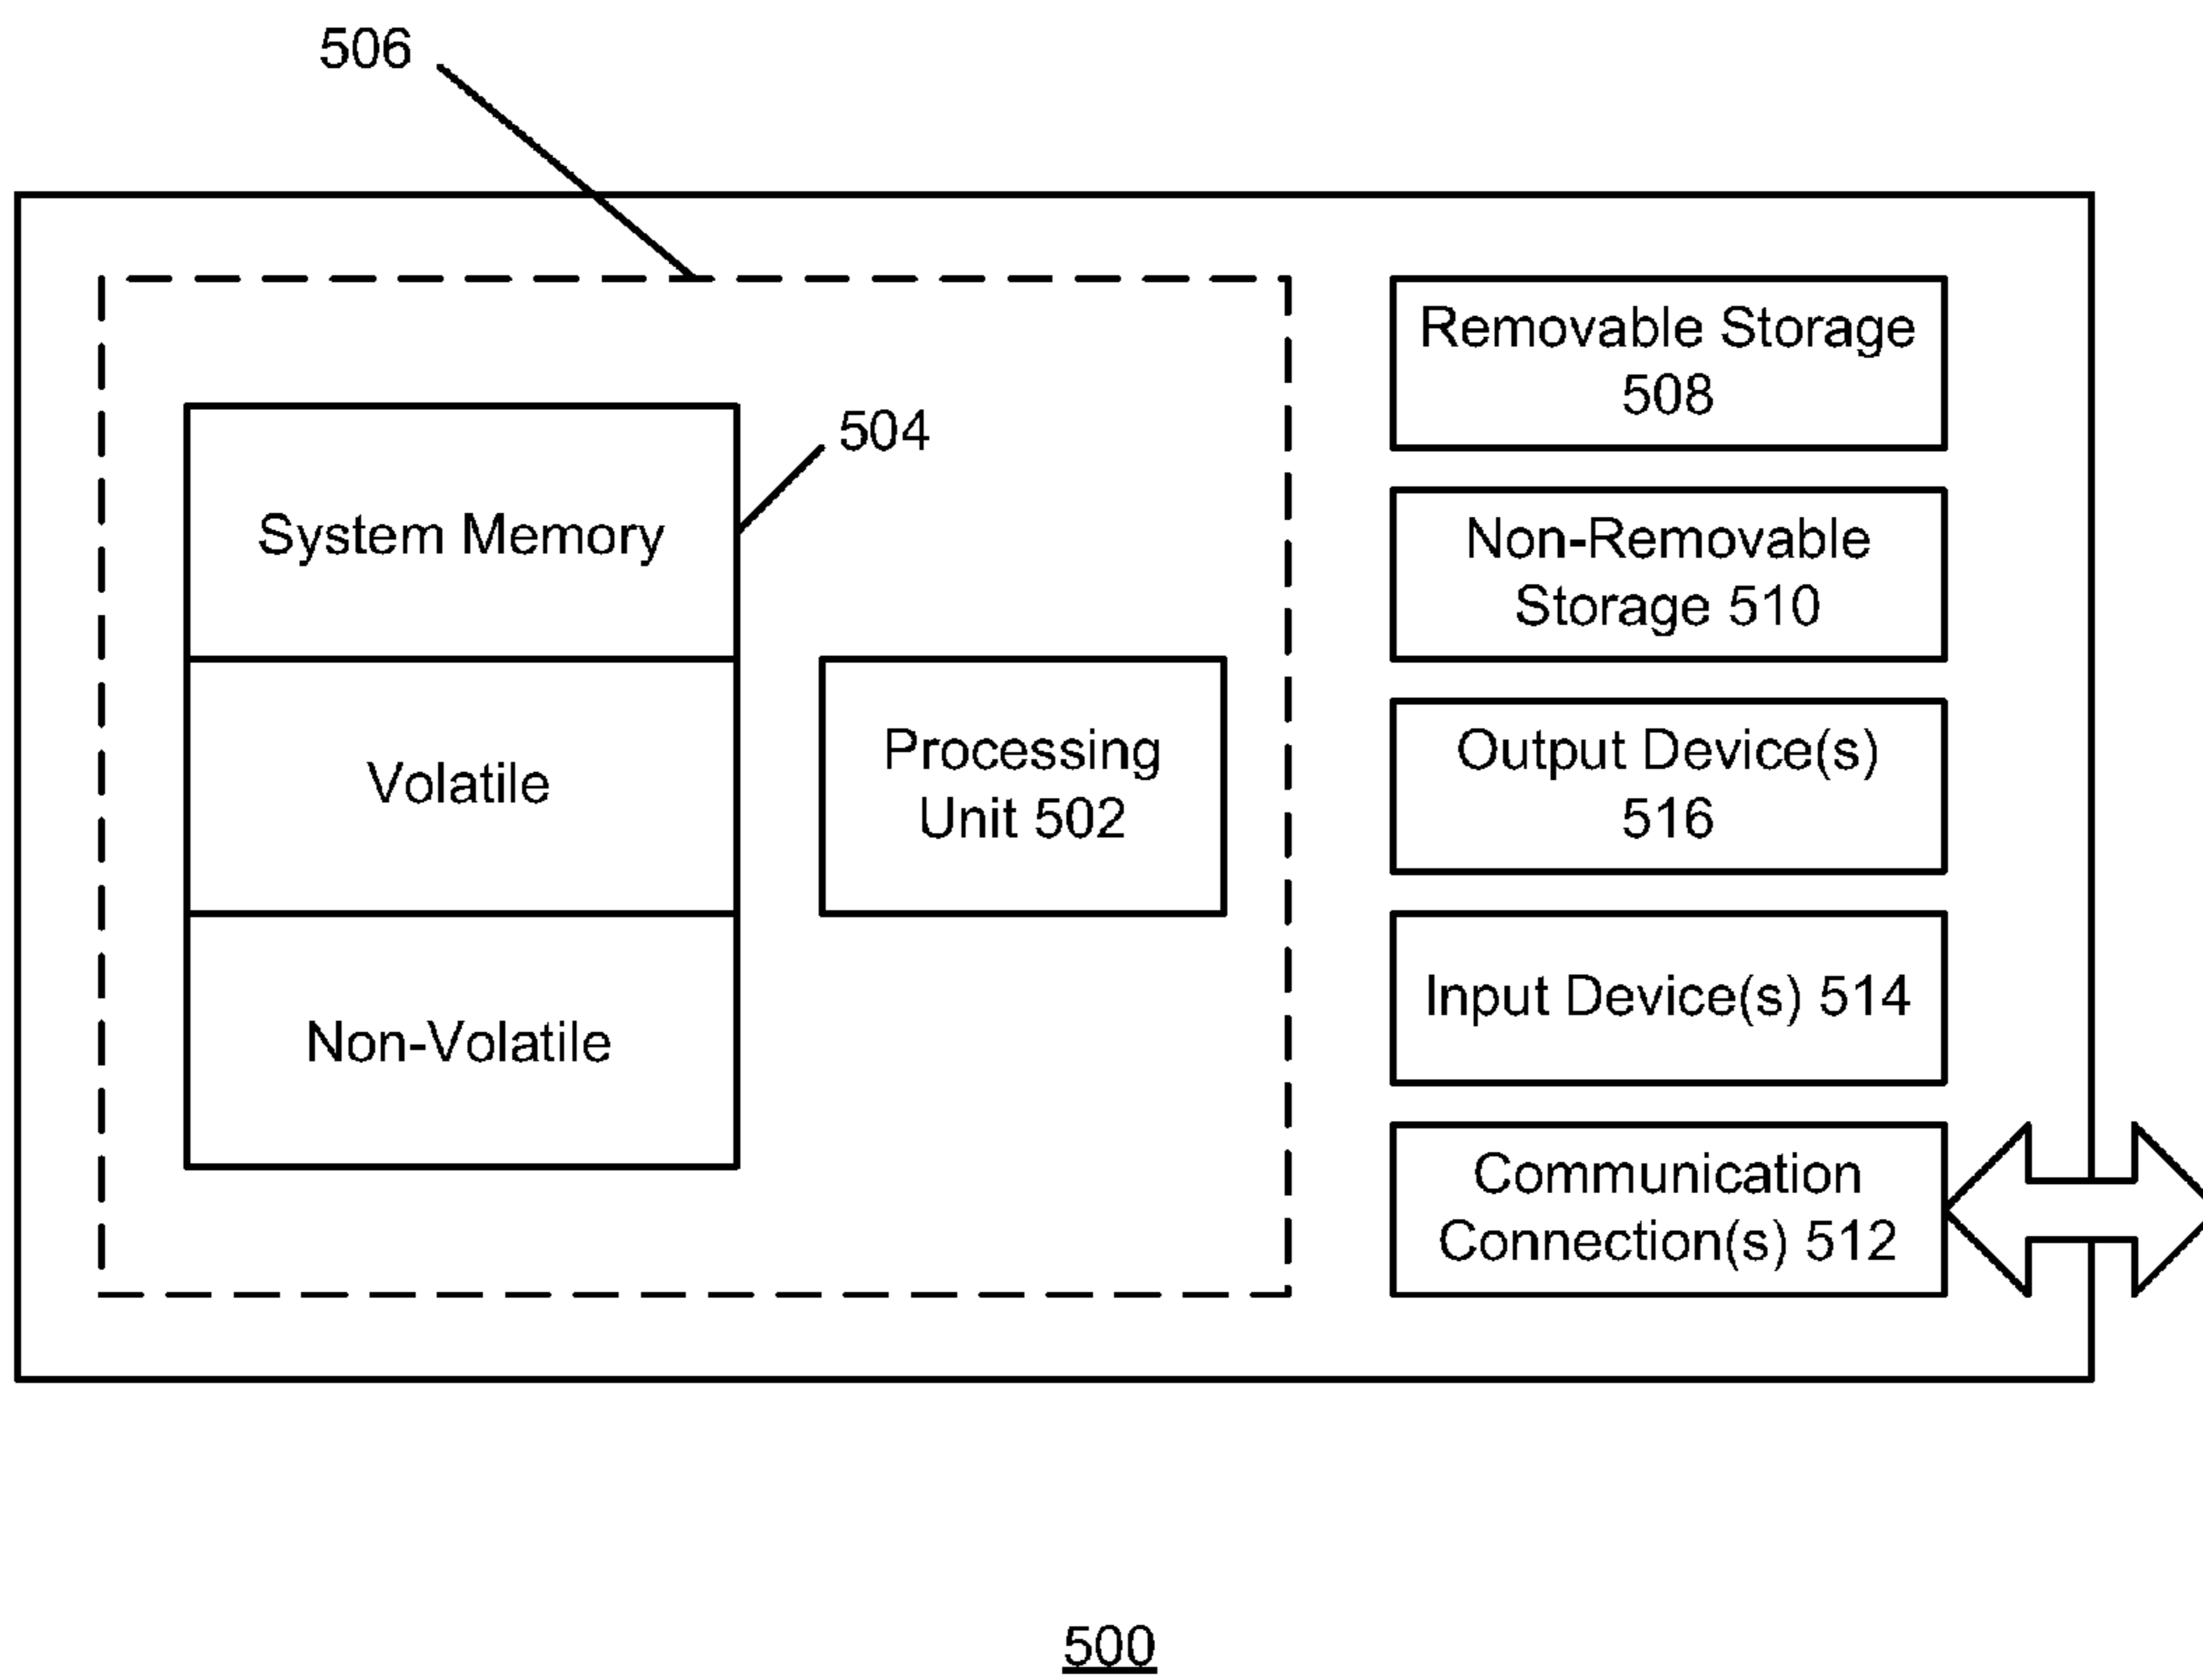 506
504
System Memory
Volatile
Non-Volatile
Processing
Unit 502
Removable Storage
508
Non-Removable
Storage 510
Output Device(s)
516
Input Device(s) 514
Communication
Connection(s) 512
500